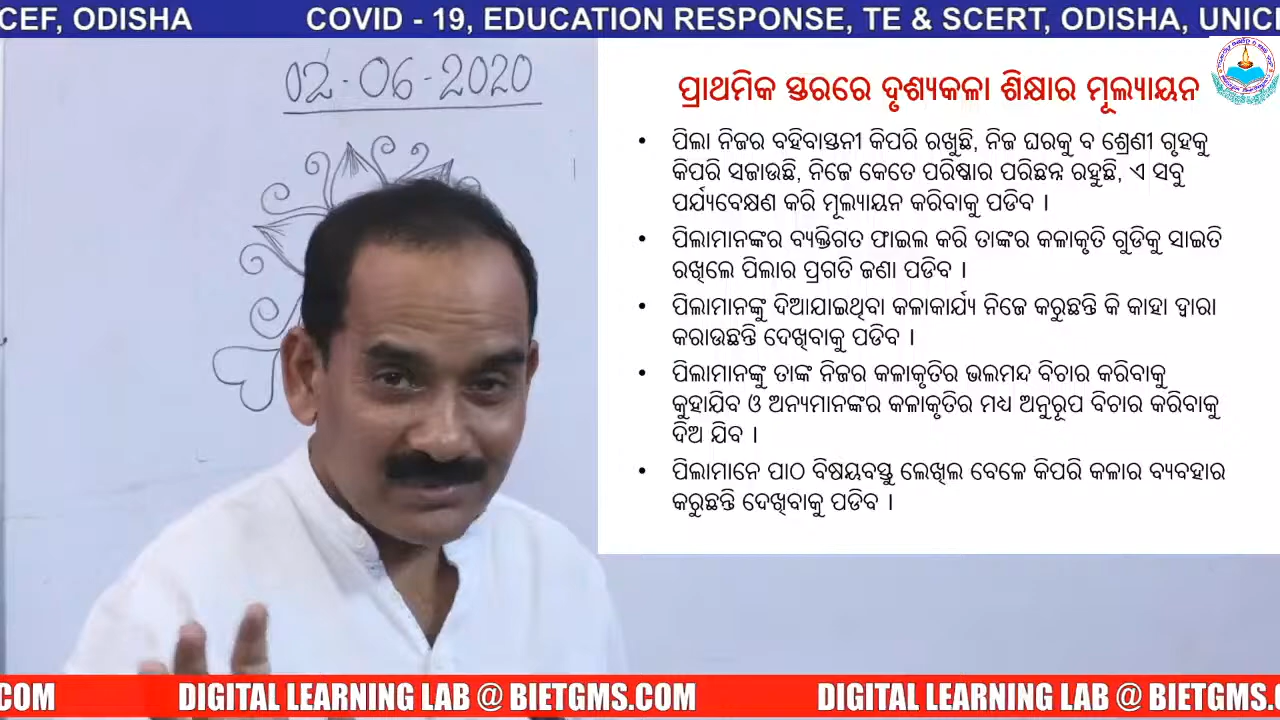 CEF, ODISHA COVID - 19, EDUCATION RESPONSE, TE & SCERT, ODISHA, UNIC
02-06-2020
ପ୍ରାଥମିକ ସ୍ତରରେ ଦୃଶ୍ୟକଳା ଶିକ୍ଷାର ମୂଲ୍ୟାୟନ
• ପିଲା ନିଜର ବହିବାସ୍ତନୀ କିପରି ରଖୁଛି, ନିଜ ଘରକୁ ବ ଶ୍ରେଣୀ ଗୃହକୁ
କିପରି ସଜାଉଛି, ନିଜେ କେତେ ପରିଷ୍କାର ପରିଛନ୍ନ ରହୁଛି, ଏ ସବୁ
ପର୍ଯ୍ୟବେକ୍ଷଣ କରି ମୂଲ୍ୟାୟନ କରିବାକୁ ପଡିବ ।
• ପିଲାମାନଙ୍କର ବ୍ୟକ୍ତିଗତ ଫାଇଲ କରି ତାଙ୍କର କଳାକୃତି ଗୁଡିକୁ ସାଇତି
ରଖିଲେ ପିଲାର ପ୍ରଗତି ଜଣା ପଡିବ ।
• ପିଲାମାନଙ୍କୁ ଦିଆଯାଇଥିବା କଳାକାର୍ଯ୍ୟ ନିଜେ କରୁଛନ୍ତି କି କାହା ଦ୍ୱାରା
କରାଉଛନ୍ତି ଦେଖିବାକୁ ପଡିବ ।
• ପିଲାମାନଙ୍କୁ ତାଙ୍କ ନିଜର କଳାକୃତିର ଭଲମନ୍ଦ ବିଚାର କରିବାକୁ
କୁହାଯିବ ଓ ଅନ୍ୟମାନଙ୍କର କଳାକୃତିର ମଧ୍ୟ ଅନୁରୂପ ବିଚାର କରିବାକୁ
ଦିଅ ଯିବ ।
• ପିଲାମାନେ ପାଠ ବିଷୟବସ୍ତୁ ଲେଖିଲ ବେଳେ କିପରି କଳାର ବ୍ୟବହାର
କରୁଛନ୍ତି ଦେଖିବାକୁ ପଡିବ ।
.COM DIGITAL LEARNING LAB @ BIETGMS.COM DIGITAL LEARNING LAB @ BIETGMS.